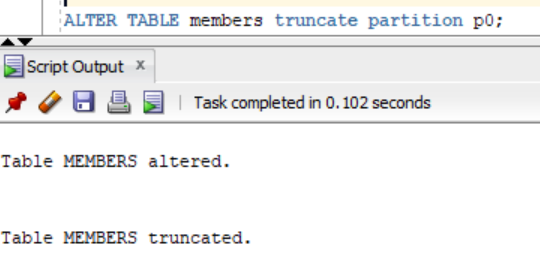 ALTER TABLE members truncate partition p0;
Script Output x
Task completed in 0.102 seconds
Table MEMBERS altered.
Table MEMBERS truncated.